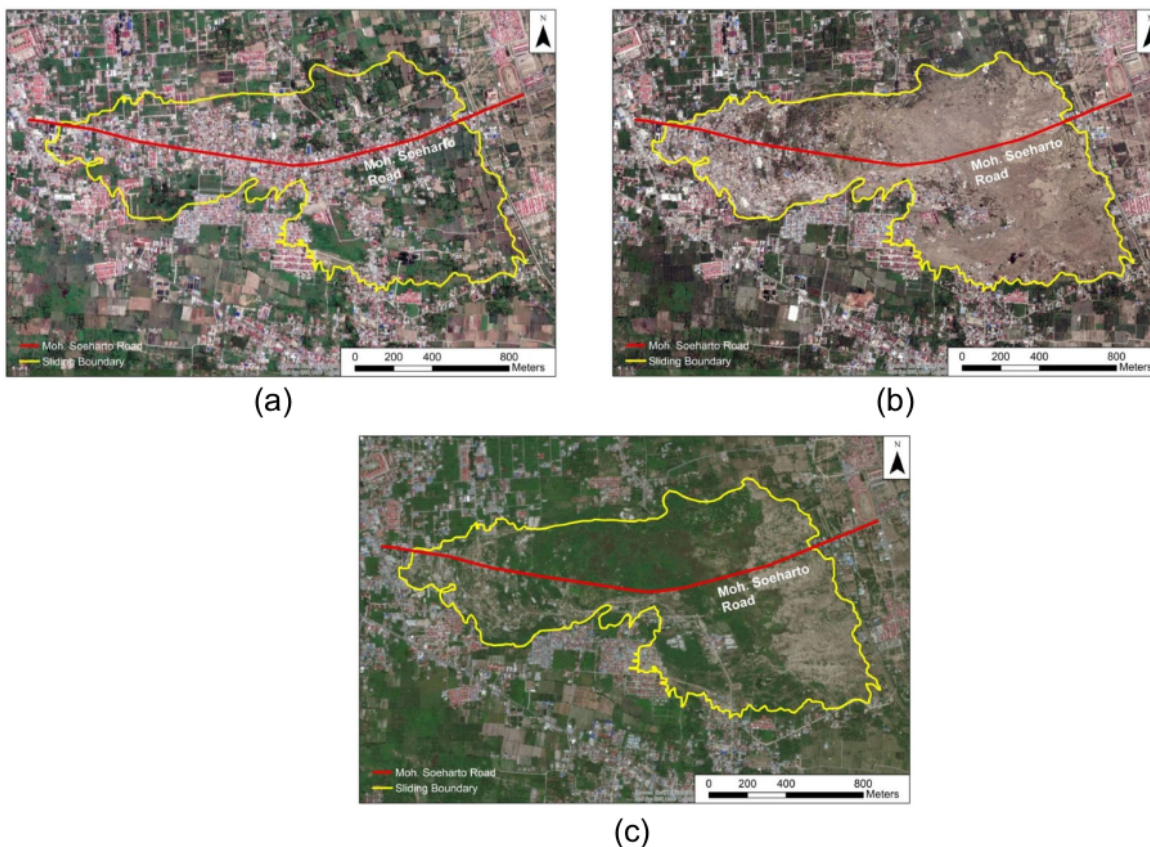 N
Moh. Soeharto
Road
Moh. Soeharto Road
Sliding Boundary
0 200 400 800
Meters
(a)
N
Moh. Soeharto
Road
Moh. Soeharto Road
Sliding Boundary
0 200 400 800
Meters
(b)
N
Moh. Soeharto
Road
Moh. Soeharto Road
Sliding Boundary
0 200 400 800
Meters
(c)